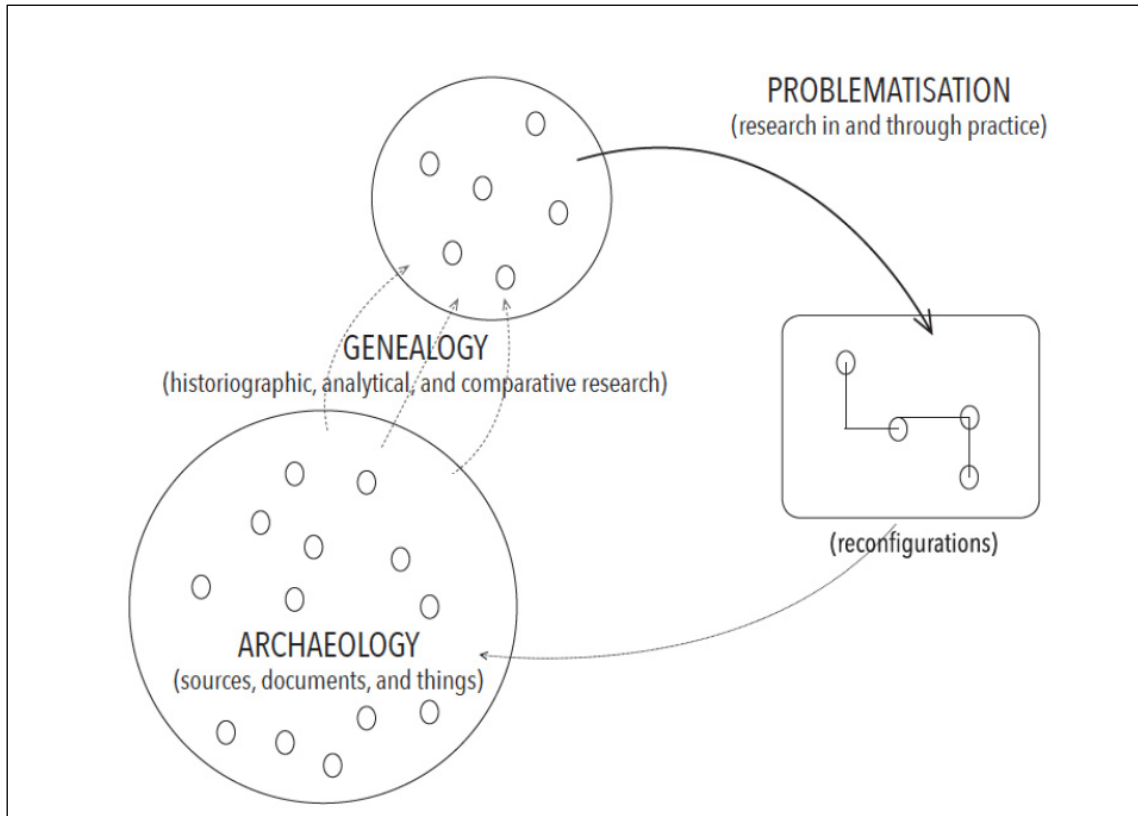 PROBLEMATISATION
(research in and through practice)
GENEALOGY
(historiographic, analytical, and comparative research)
(reconfigurations)
ARCHAEOLOGY
(sources, documents, and things)